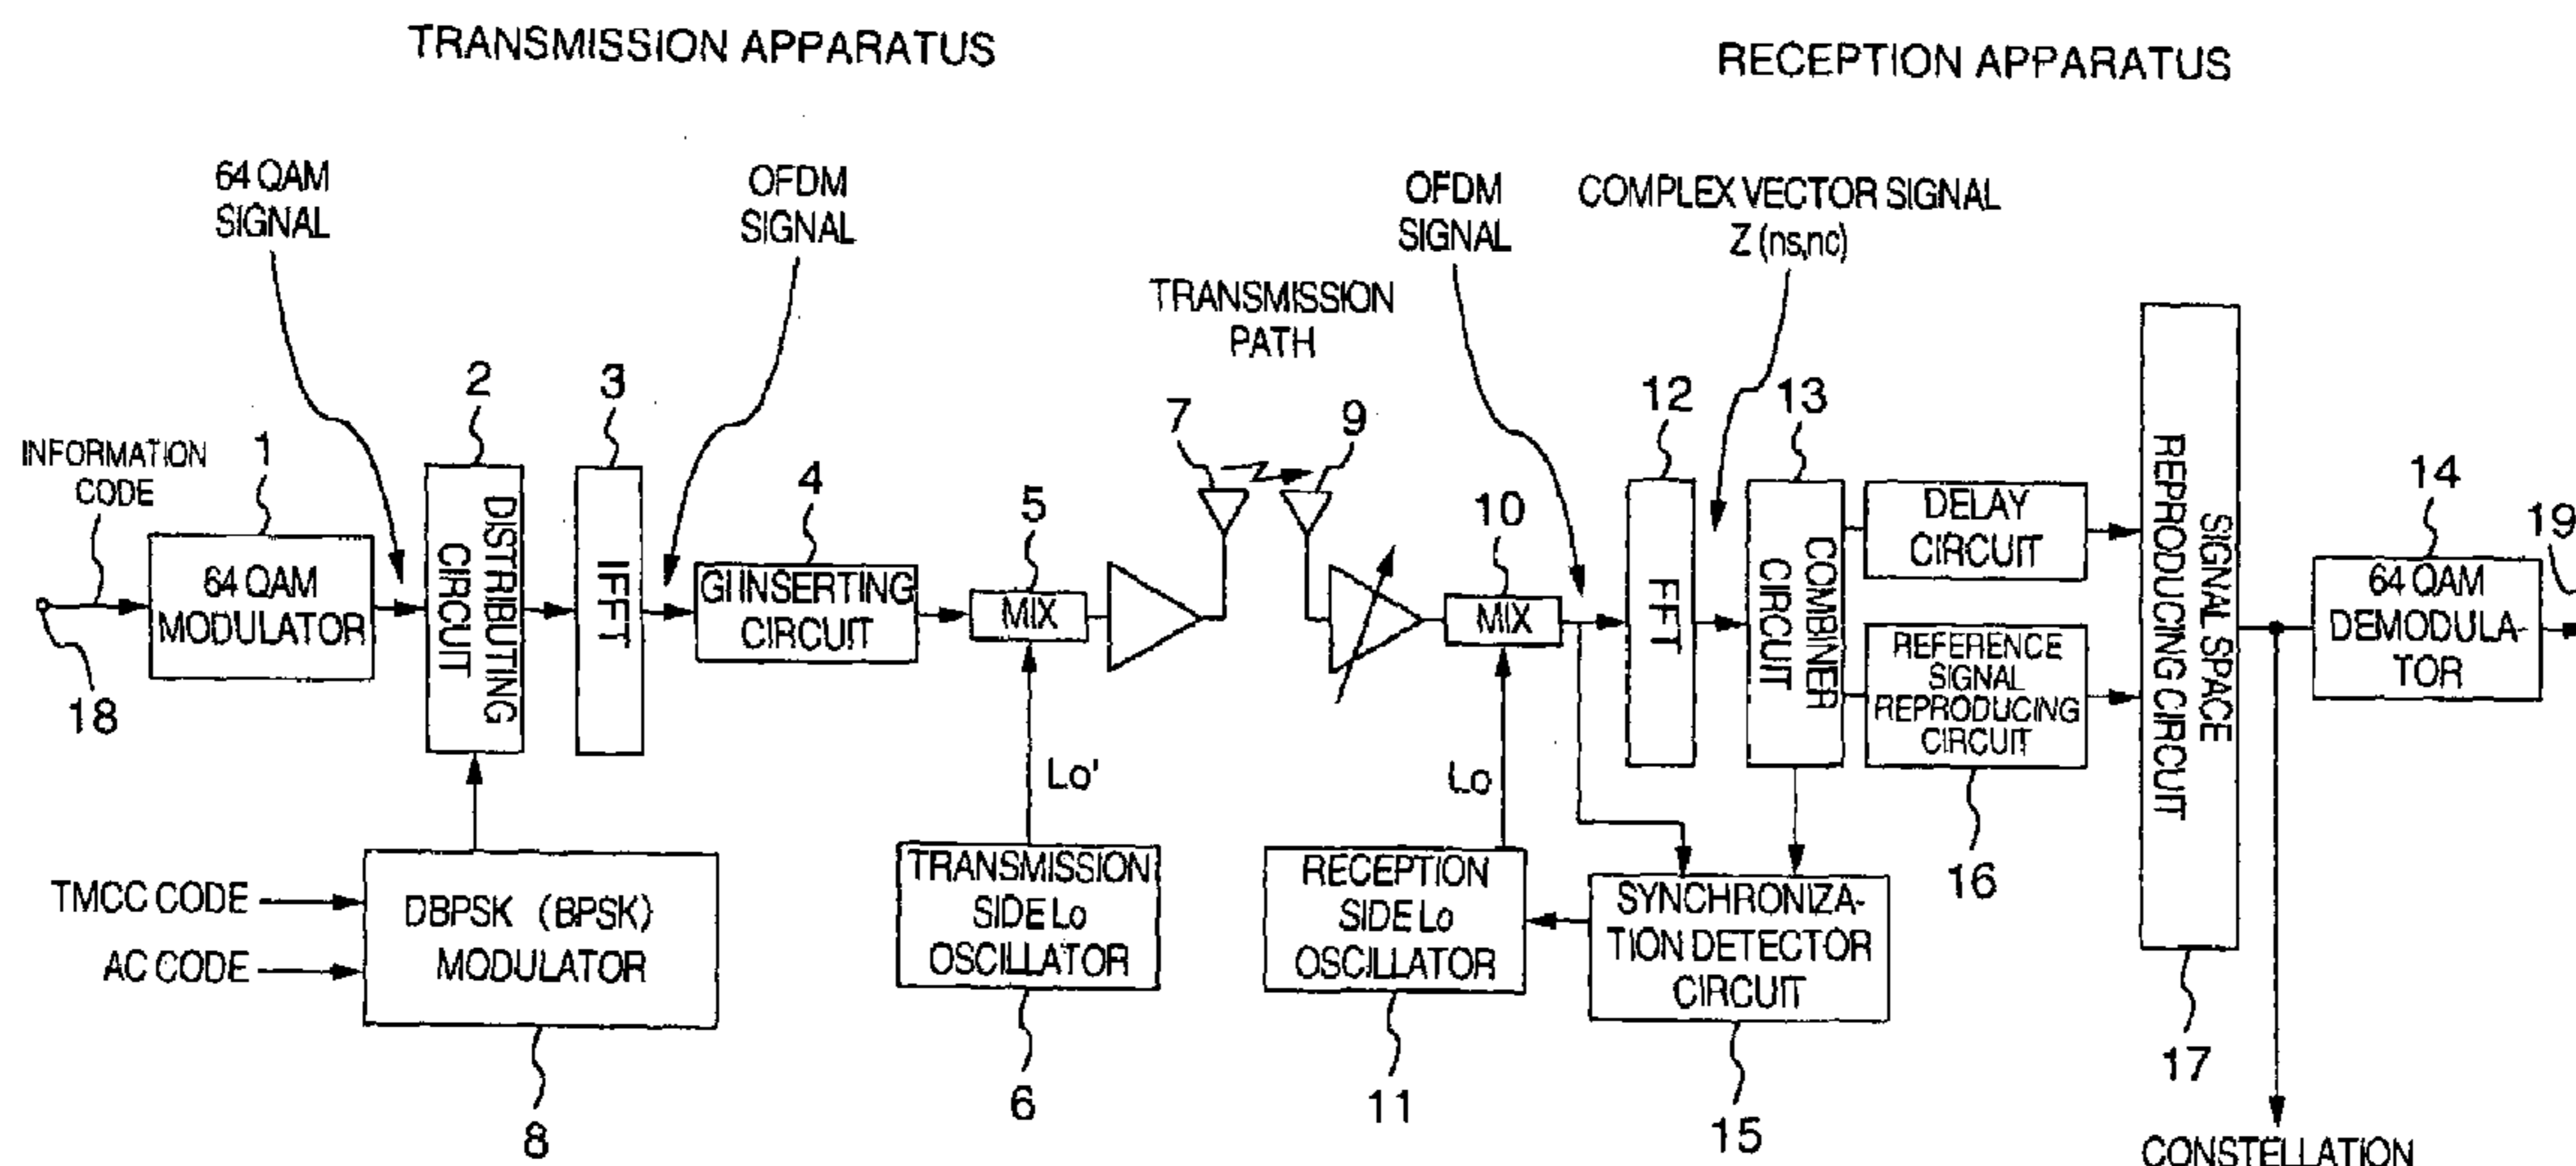 TRANSMISSION APPARATUS
RECEPTION APPARATUS
64 QAM
SIGNAL
OFDM
SIGNAL
OFDM
SIGNAL
COMPLEX VECTOR SIGNAL
Z (ns,nc)
TRANSMISSION
PATH
INFORMATION
CODE
1
2
3
4
5
7
9
10
12
13
14
19
18
64 QAM
MODULATOR
DISTRIBUTING
CIRCUIT
IFFT
GI INSERTING
CIRCUIT
MIX
MIX
FFT
COMBINER
CIRCUIT
DELAY
CIRCUIT
REFERENCE
SIGNAL
REPRODUCING
CIRCUIT
SIGNAL SPACE
REPRODUCING CIRCUIT
64 QAM
DEMODULA-
TOR
Lo'
Lo
16
TMCC CODE
AC CODE
DBPSK (BPSK)
MODULATOR
TRANSMISSION
SIDE Lo
OSCILLATOR
RECEPTION
SIDE Lo
OSCILLATOR
SYNCHRONIZA-
TION DETECTOR
CIRCUIT
8
6
11
15
17
CONSTELLATION